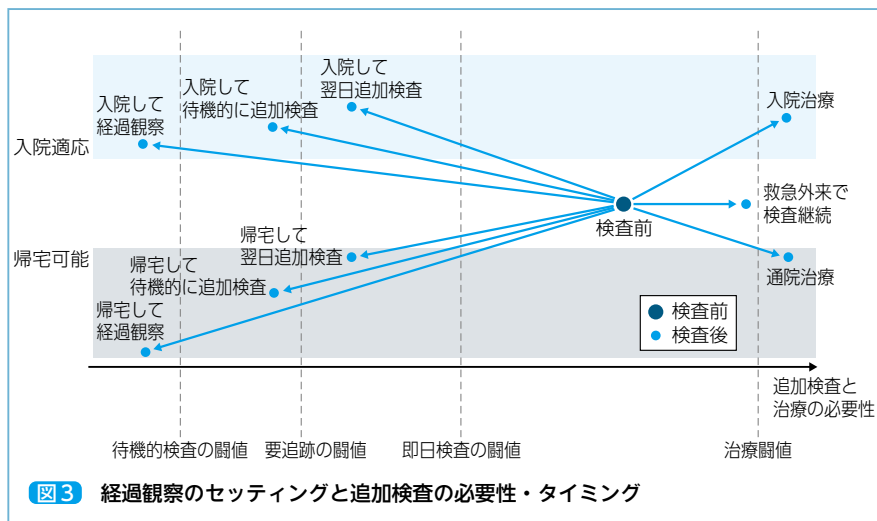 入院して
経過観察
入院して
待機的に追加検査
入院して
翌日追加検査
入院治療
入院適応
救急外来で
検査継続
検査前
帰宅可能
帰宅して
翌日追加検査
帰宅して
待機的に追加検査
帰宅して
経過観察
通院治療
検査前
検査後
追加検査と
治療の必要性
待機的検査の閾値
要追跡の閾値
即日検査の閾値
治療閾値
図3 経過観察のセッティングと追加検査の必要性・タイミング